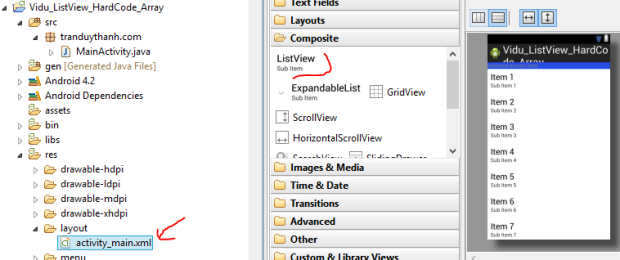 Vidu_ListView_HardCode_Array
src
tranduythanh.com
MainActivity.java
gen [Generated Java Files]
Android 4.2
Android Dependencies
assets
bin
libs
res
drawable-hdpi
drawable-ldpi
drawable-mdpi
drawable-xhdpi
layout
activity_main.xml
menu
Text Fields
Layouts
Composite
ListView
Sub Item
ExpandableList
Sub Item
GridView
ScrollView
HorizontalScrollView
SearchView
SlidingDrawe
Images & Media
Time & Date
Transitions
Advanced
Other
Custom & Library Views
Vidu_ListView_HardCo
de_Array
Item 1
Sub Item 1
Item 2
Sub Item 2
Item 3
Sub Item 3
Item 4
Sub Item 4
Item 5
Sub Item 5
Item 6
Sub Item 6
Item 7
Sub Item 7